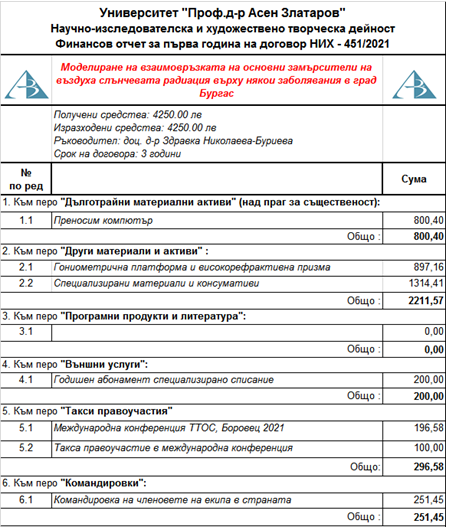 Университет "Проф.д-р Асен Златаров"
Научно-изследователска и художествено творческа дейност
Финансов отчет за първа година на договор НИХ - 451/2021
Моделиране на взаимовръзката на основни замърсители на
въздуха слънчевата радиация върху някои заболявания в град
Бургас
Получени средства: 4250.00 лв
Изразходени средства: 4250.00 лв
Ръководител: доц. д-р Здравка Николаева-Буриева
Срок на договора: 3 години
№
по ред
Сума
1. Към перо "Дълготрайни материални активи" (над праг за същественост):
1.1 Преносим компютър 800,40
Общо : 800,40
2. Към перо "Други материали и активи" :
2.1 Гониометрична платформа и високорефрактивна призма 897,16
2.2 Специализирани материали и консумативи 1314,41
Общо : 2211,57
3. Към перо "Програмни продукти и литература":
3.1 0,00
Общо : 0,00
4. Към перо "Външни услуги":
4.1 Годишен абонамент специализирано списание 200,00
Общо : 200,00
5. Към перо "Такси правоучастия"
5.1 Международна конференция ТТОС, Боровец 2021 196,58
5.2 Такса правоучастие в международна конференция 100,00
Общо: 296,58
6. Към перо "Командировки":
6.1 Командировка на членовете на екипа в страната 251,45
Общо : 251,45